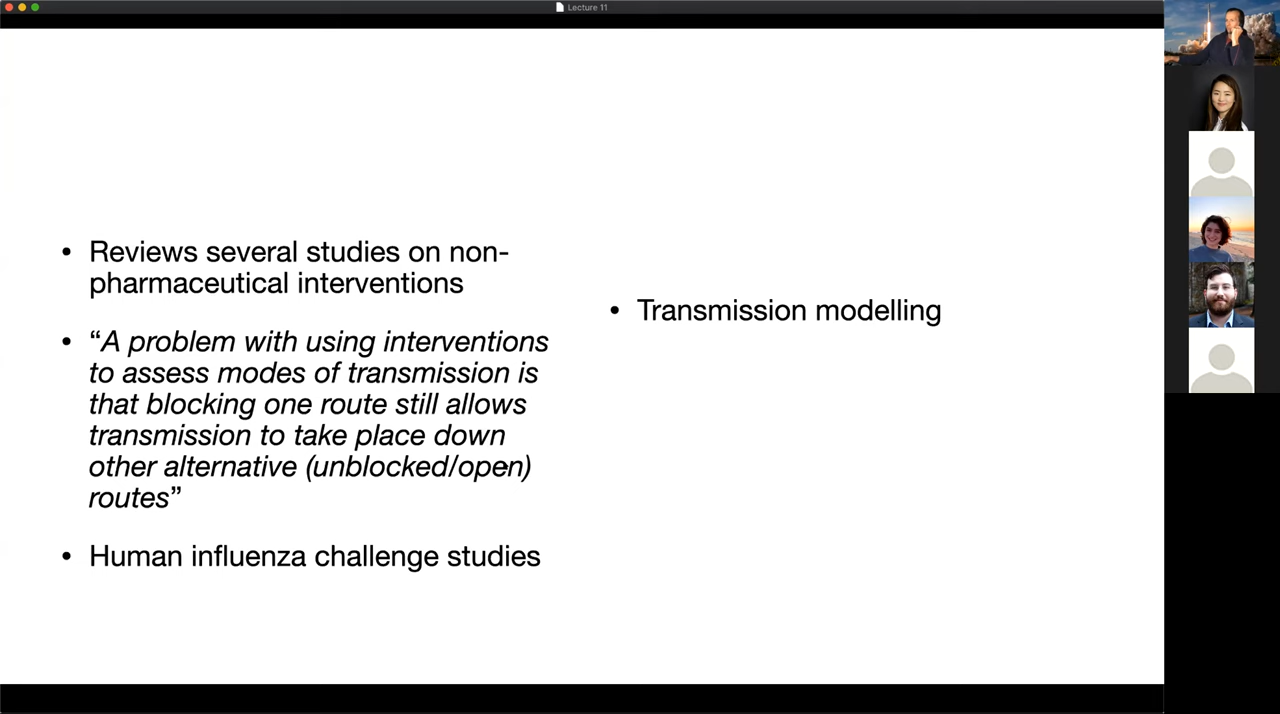 Lecture 11
• Reviews several studies on non-
pharmaceutical interventions
• “A problem with using interventions
to assess modes of transmission is
that blocking one route still allows
transmission to take place down
other alternative (unblocked/open)
routes”
• Human influenza challenge studies
• Transmission modelling